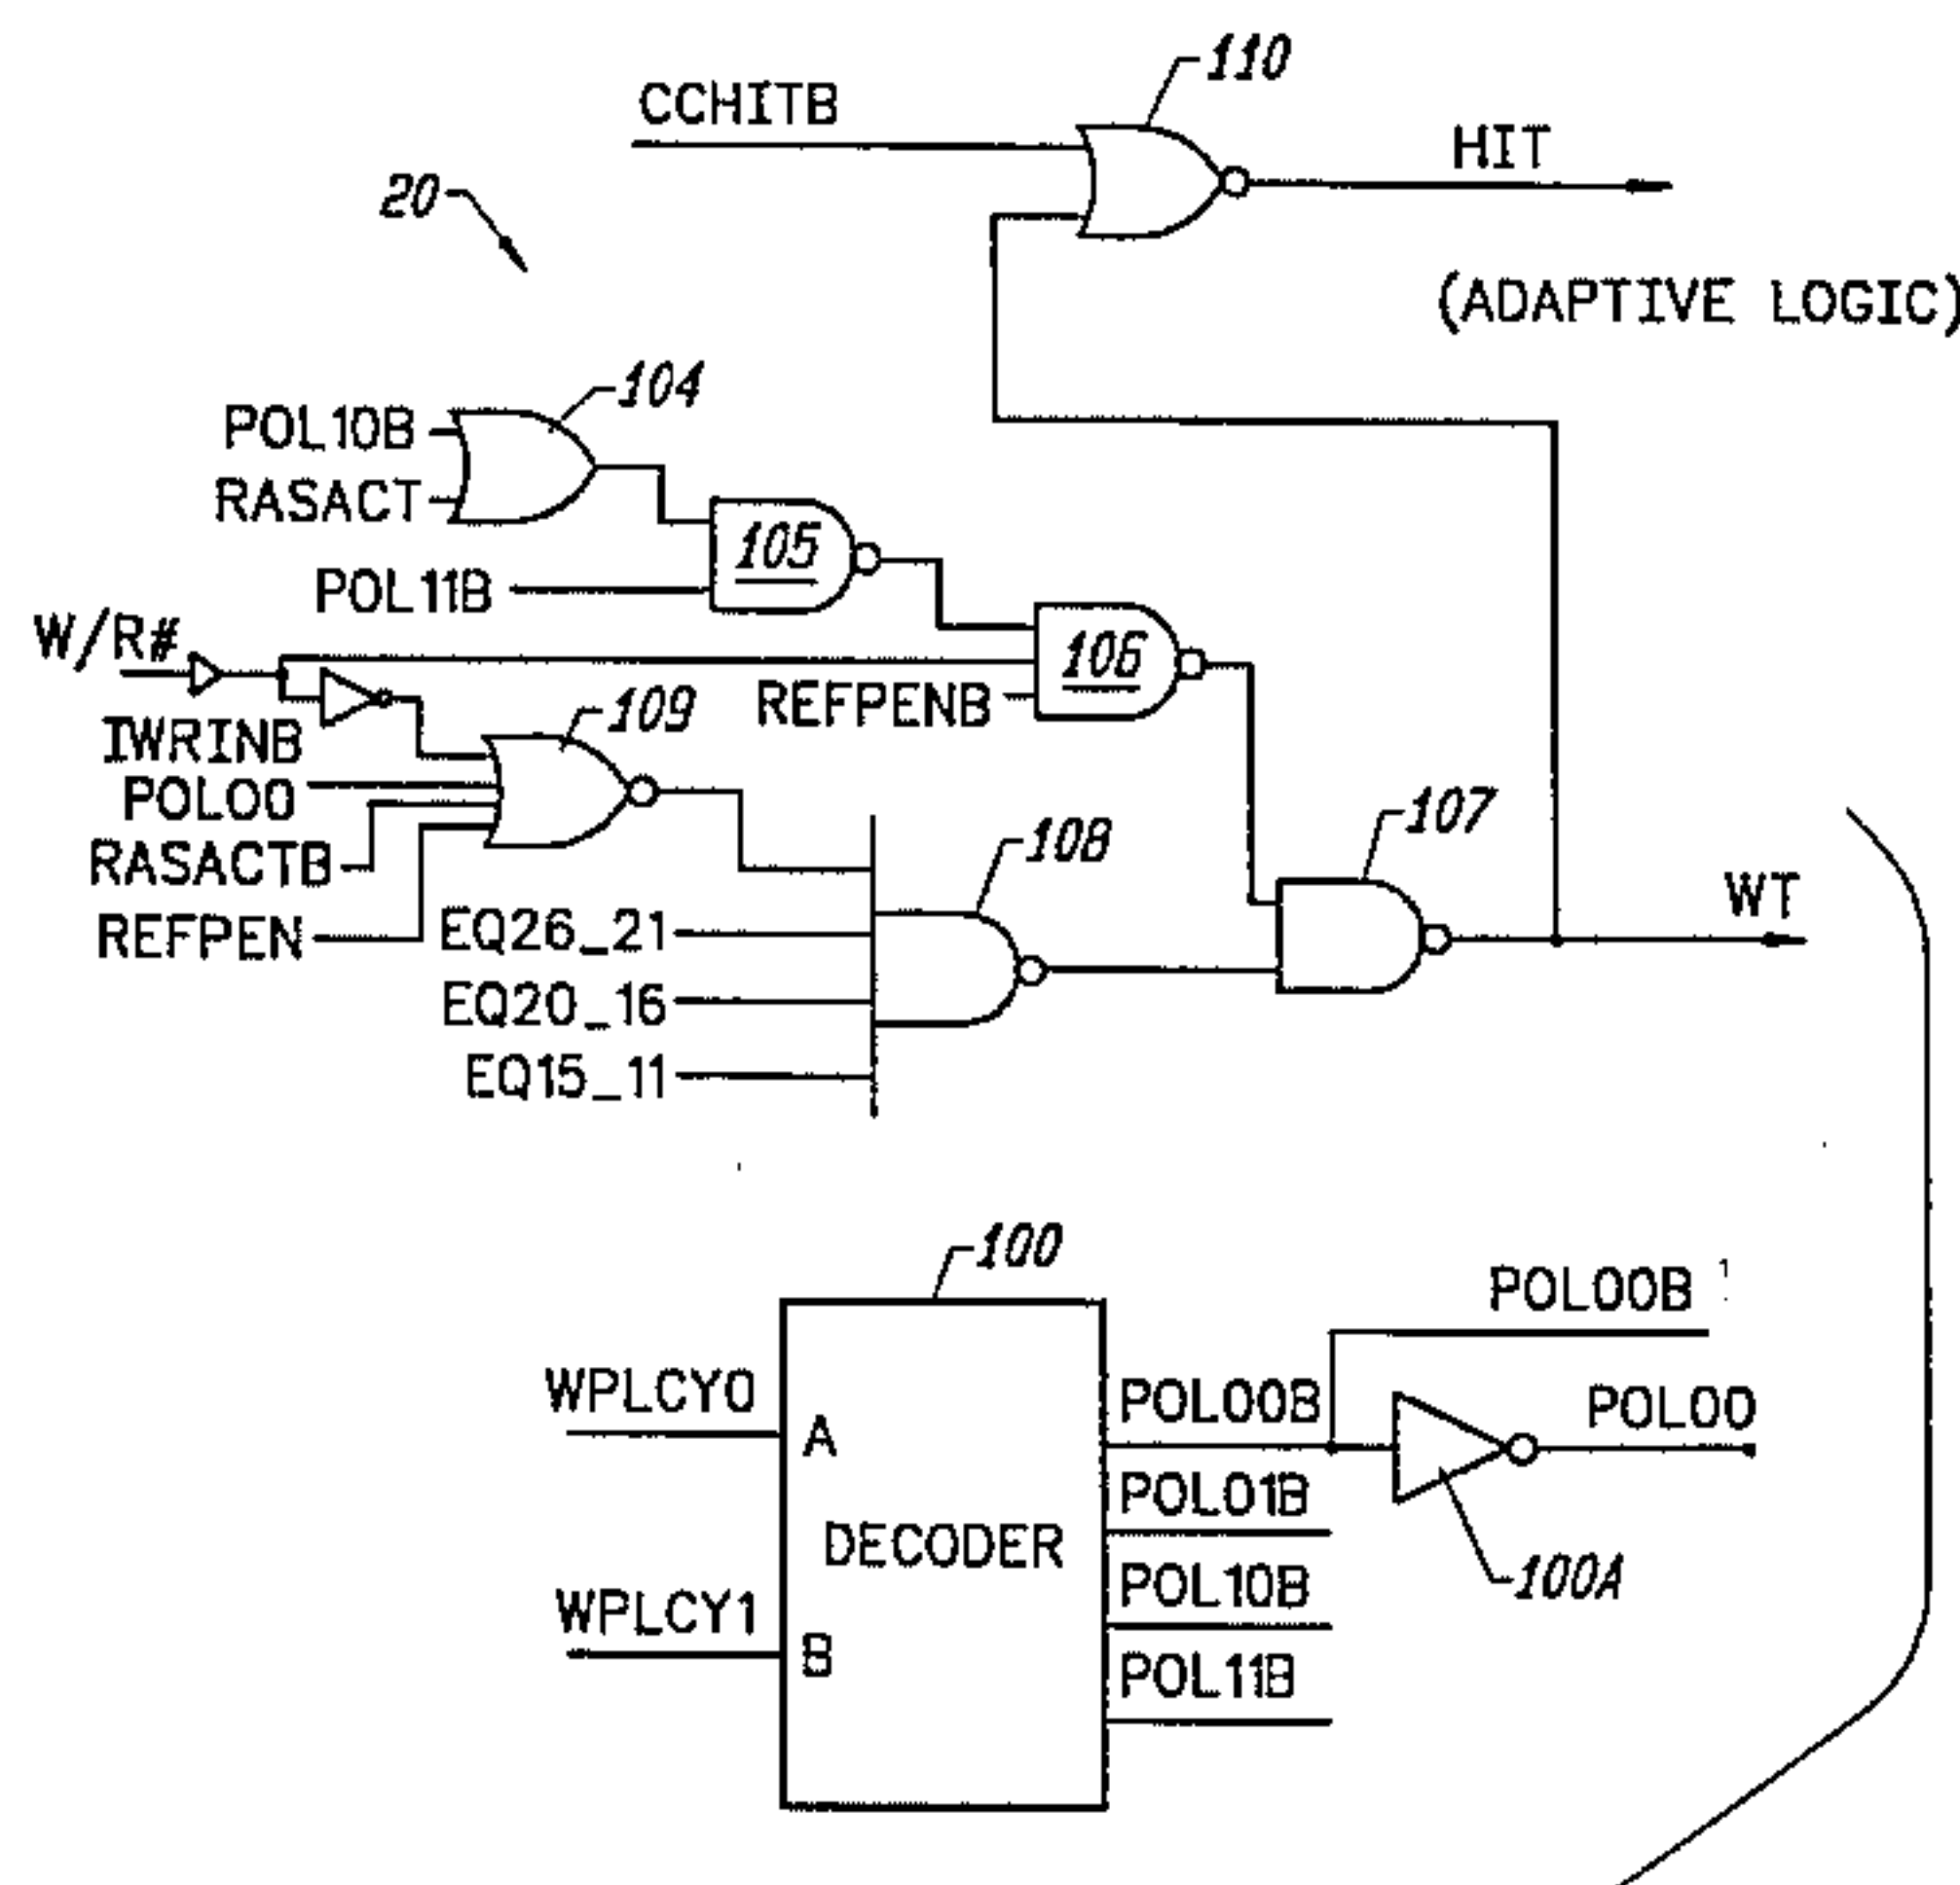 110
CCHITB
HIT
20
(ADAPTIVE LOGIC)
104
POL10B
RASACT
105
POL11B
W/R#
106
REFPENB
109
IWRINB
POL00
107
RASACTB
108
REFPEN
WT
EQ26_21
EQ20_16
EQ15_11
100
POL00B
WPLCY0
POL00B
POL00
A
POL01B
DECODER
POL10B
100A
WPLCY1
B
POL11B